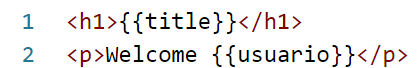 1 <h1>{{title}}</h1>
2 <p>Welcome {{usuario}}</p>